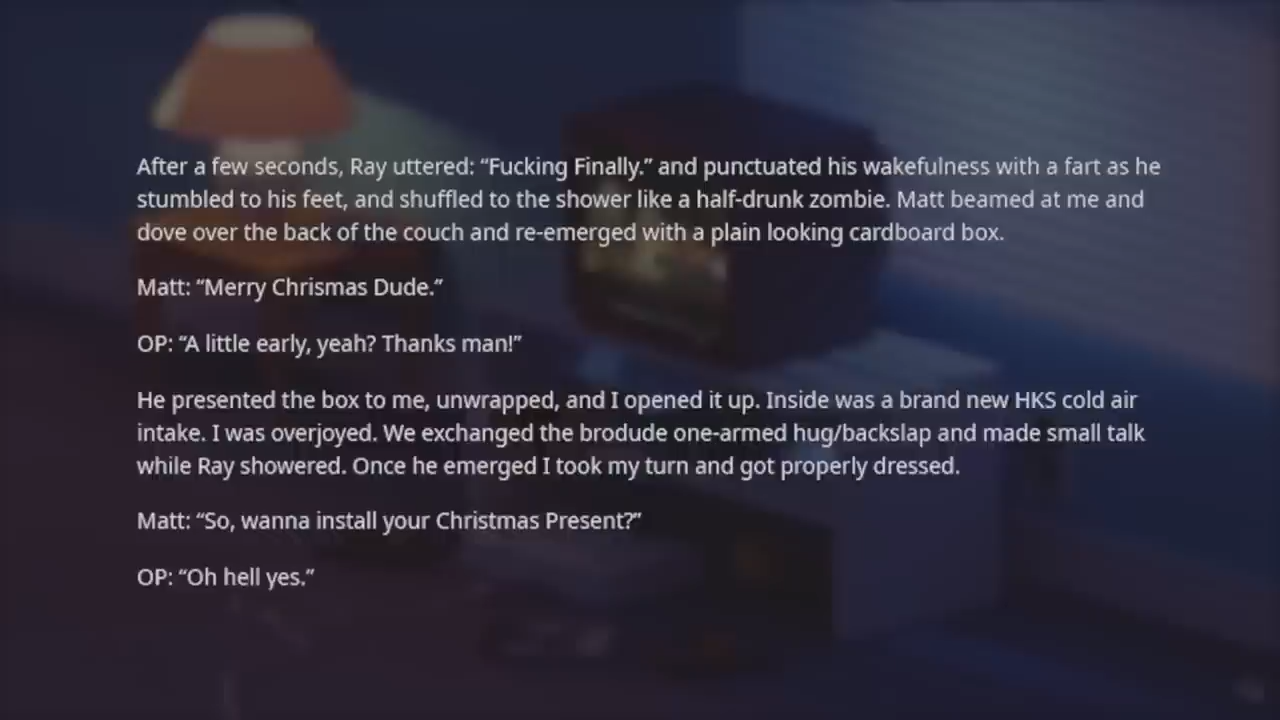 After a few seconds, Ray uttered: “Fucking Finally.” and punctuated his wakefulness with a fart as he
stumbled to his feet, and shuffled to the shower like a half-drunk zombie. Matt beamed at me and
dove over the back of the couch and re-emerged with a plain looking cardboard box.
Matt: “Merry Chrismas Dude.”
OP: “A little early, yeah? Thanks man!”
He presented the box to me, unwrapped, and I opened it up. Inside was a brand new HKS cold air
intake. I was overjoyed. We exchanged the brodude one-armed hug/backslap and made small talk
while Ray showered. Once he emerged I took my turn and got properly dressed.
Matt: “So, wanna install your Christmas Present?”
OP: “Oh hell yes.”